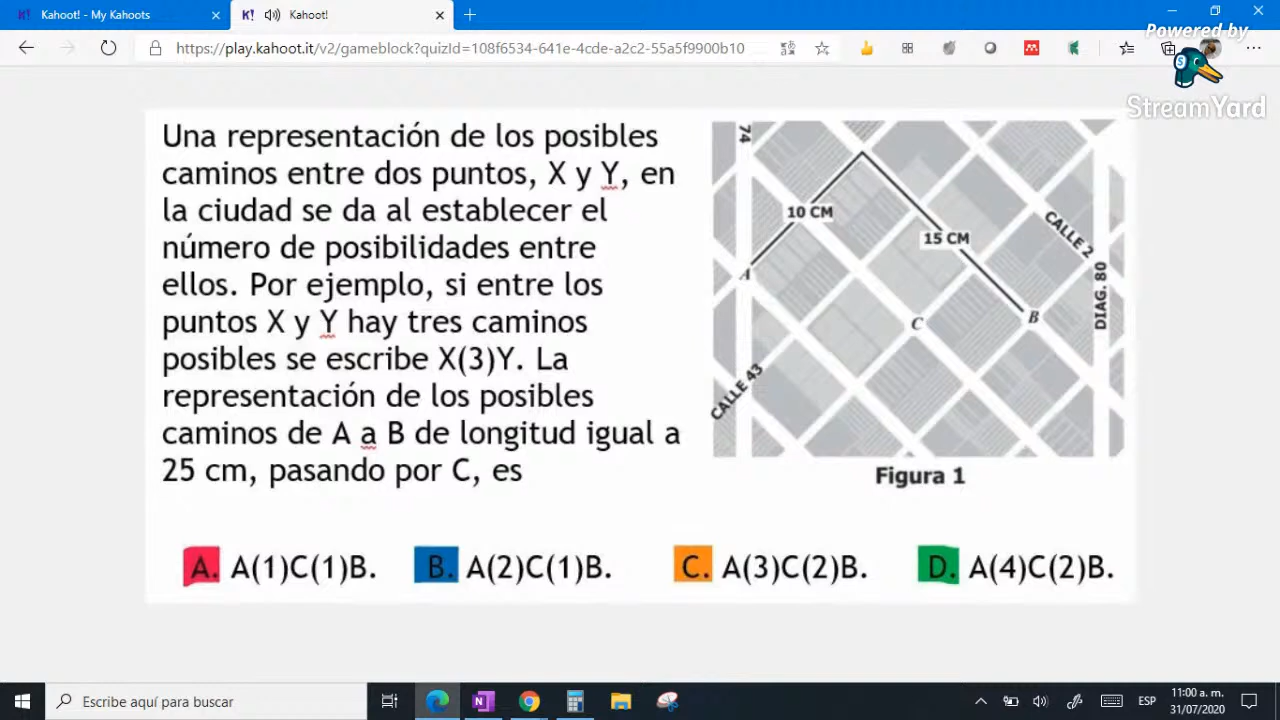 Kahoot! - My Kahoots
Kahoot!
https://play.kahoot.it/v2/gameblock?quizId=108f6534-641e-4cde-a2c2-55a5f9900b10
Powered by
StreamYard
Una representación de los posibles
caminos entre dos puntos, X y Y, en
la ciudad se da al establecer el
número de posibilidades entre
ellos. Por ejemplo, si entre los
puntos X y Y hay tres caminos
posibles se escribe X(3)Y. La
representación de los posibles
caminos de A a B de longitud igual a
25 cm, pasando por C, es
74
10 CM
15 CM
CALLE 2
DIAG. 80
A
B
C
CALLE 43
Figura 1
A. A(1)C(1)B.
B. A(2)C(1)B.
C. A(3)C(2)B.
D. A(4)C(2)B.
Escribe aquí para buscar
ESP
11:00 a. m.
31/07/2020